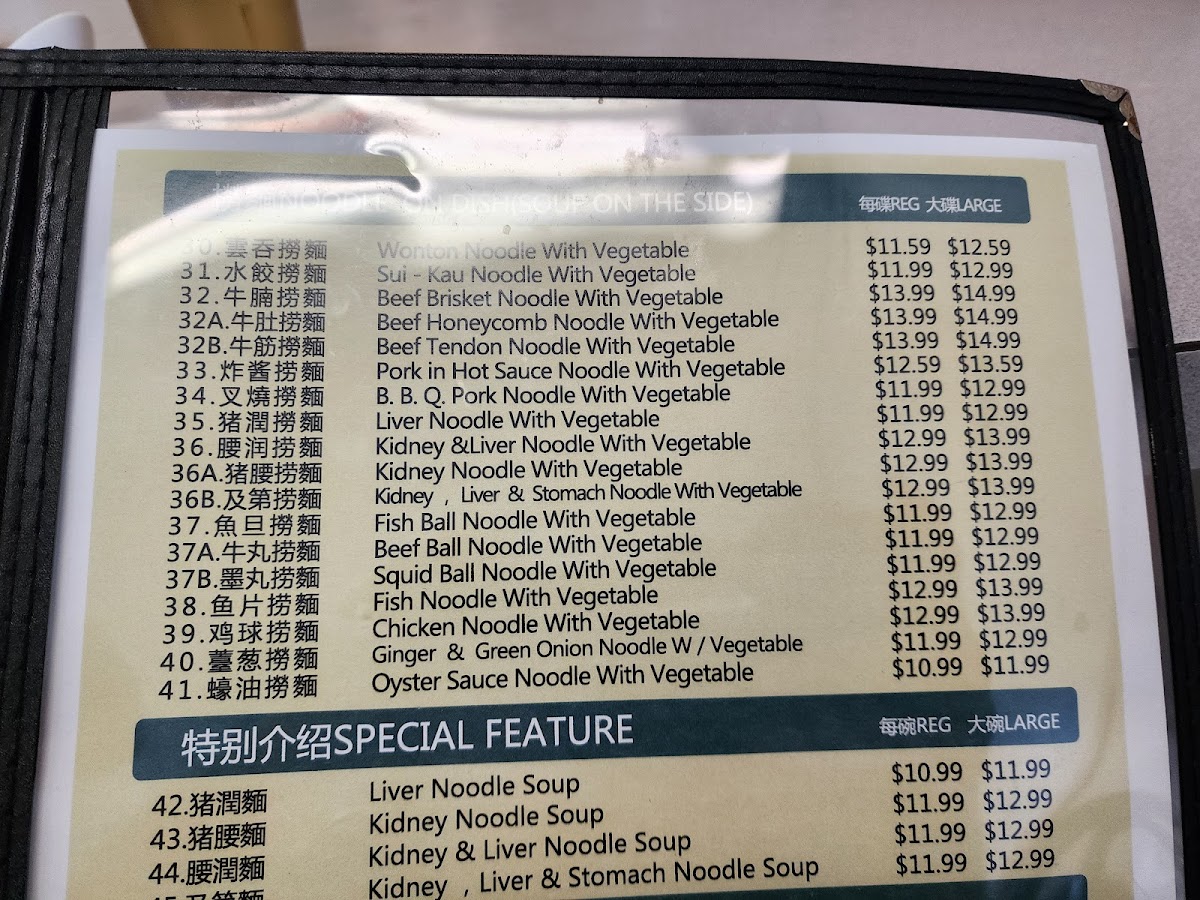 NOODLE DISH(SOUP ON THE SIDE) 每碟REG 大碟LARGE
30.雲吞撈麵 Wonton Noodle With Vegetable $11.59 $12.59
31.水餃撈麵 Sui - Kau Noodle With Vegetable $11.99 $12.99
32.牛腩撈麵 Beef Brisket Noodle With Vegetable $13.99 $14.99
32A.牛肚撈麵 Beef Honeycomb Noodle With Vegetable $13.99 $14.99
32B.牛筋撈麵 Beef Tendon Noodle With Vegetable $13.99 $14.99
33.炸酱撈麵 Pork in Hot Sauce Noodle With Vegetable $12.59 $13.59
34.叉燒撈麵 B. B. Q. Pork Noodle With Vegetable $11.99 $12.99
35.猪潤撈麵 Liver Noodle With Vegetable $11.99 $12.99
36.腰润撈麵 Kidney &Liver Noodle With Vegetable $12.99 $13.99
36A.猪腰撈麵 Kidney Noodle With Vegetable $12.99 $13.99
36B.及第撈麵 Kidney , Liver & Stomach Noodle With Vegetable $12.99 $13.99
37.魚旦撈麵 Fish Ball Noodle With Vegetable $11.99 $12.99
37A.牛丸撈麵 Beef Ball Noodle With Vegetable $11.99 $12.99
37B.墨丸撈麵 Squid Ball Noodle With Vegetable $11.99 $12.99
38.鱼片撈麵 Fish Noodle With Vegetable $12.99 $13.99
39.鸡球撈麵 Chicken Noodle With Vegetable $12.99 $13.99
40.薹葱撈麵 Ginger & Green Onion Noodle W / Vegetable $11.99 $12.99
41.蠔油撈麵 Oyster Sauce Noodle With Vegetable $10.99 $11.99
特别介绍SPECIAL FEATURE 每碗REG 大碗LARGE
42.猪潤麵 Liver Noodle Soup $10.99 $11.99
43.猪腰麵 Kidney Noodle Soup $11.99 $12.99
44.腰潤麵 Kidney & Liver Noodle Soup $11.99 $12.99
45.及第麵 Kidney , Liver & Stomach Noodle Soup $11.99 $12.99